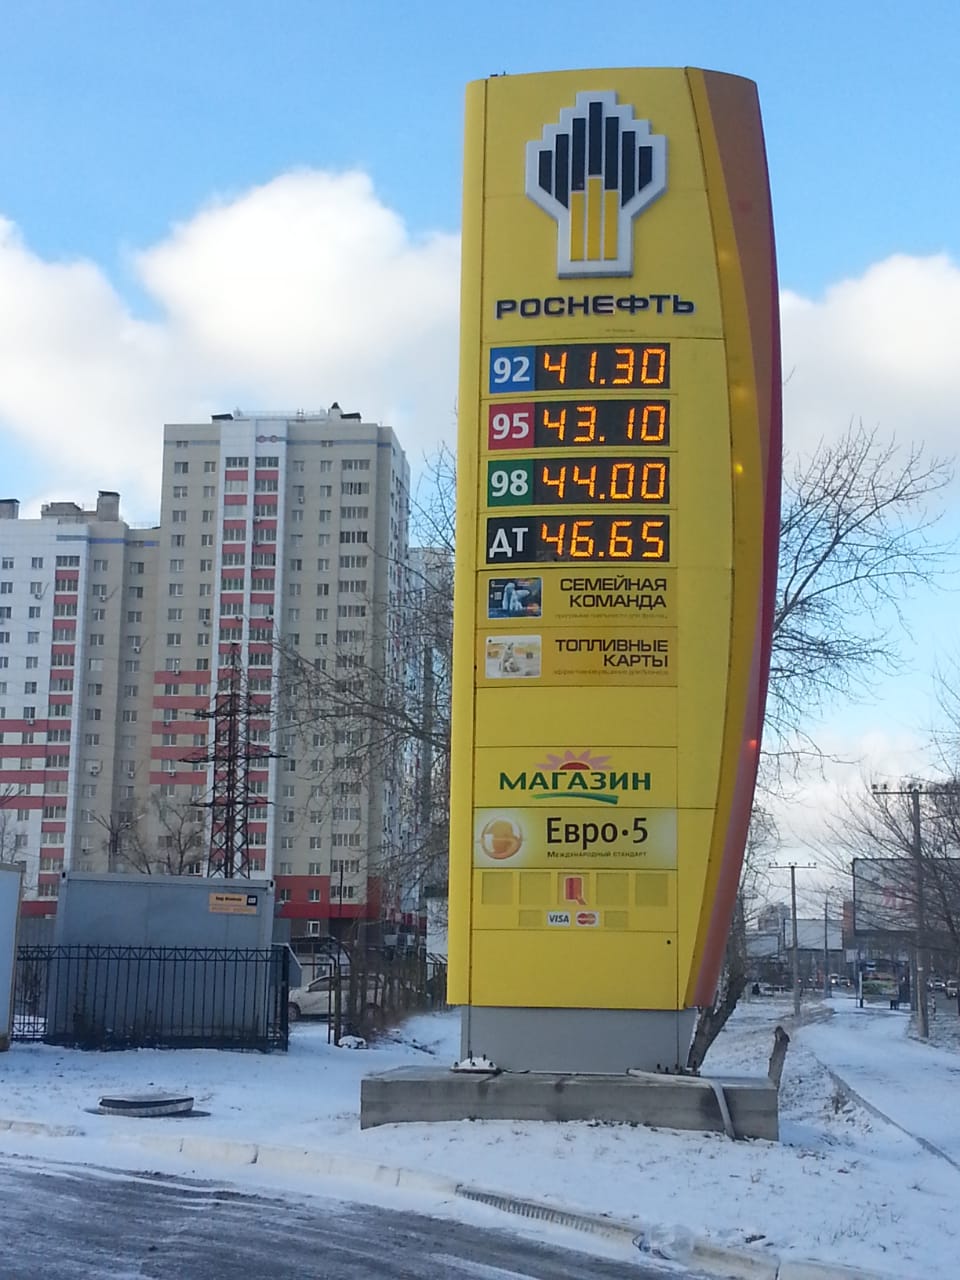 РОСНЕФТЬ
92 41.30
95 43.10
98 44.00
ДТ 46.65
СЕМЕЙНАЯ
КОМАНДА
ТОПЛИВНЫЕ
КАРТЫ
МАГАЗИН
Евро•5
Международный стандарт
VISA